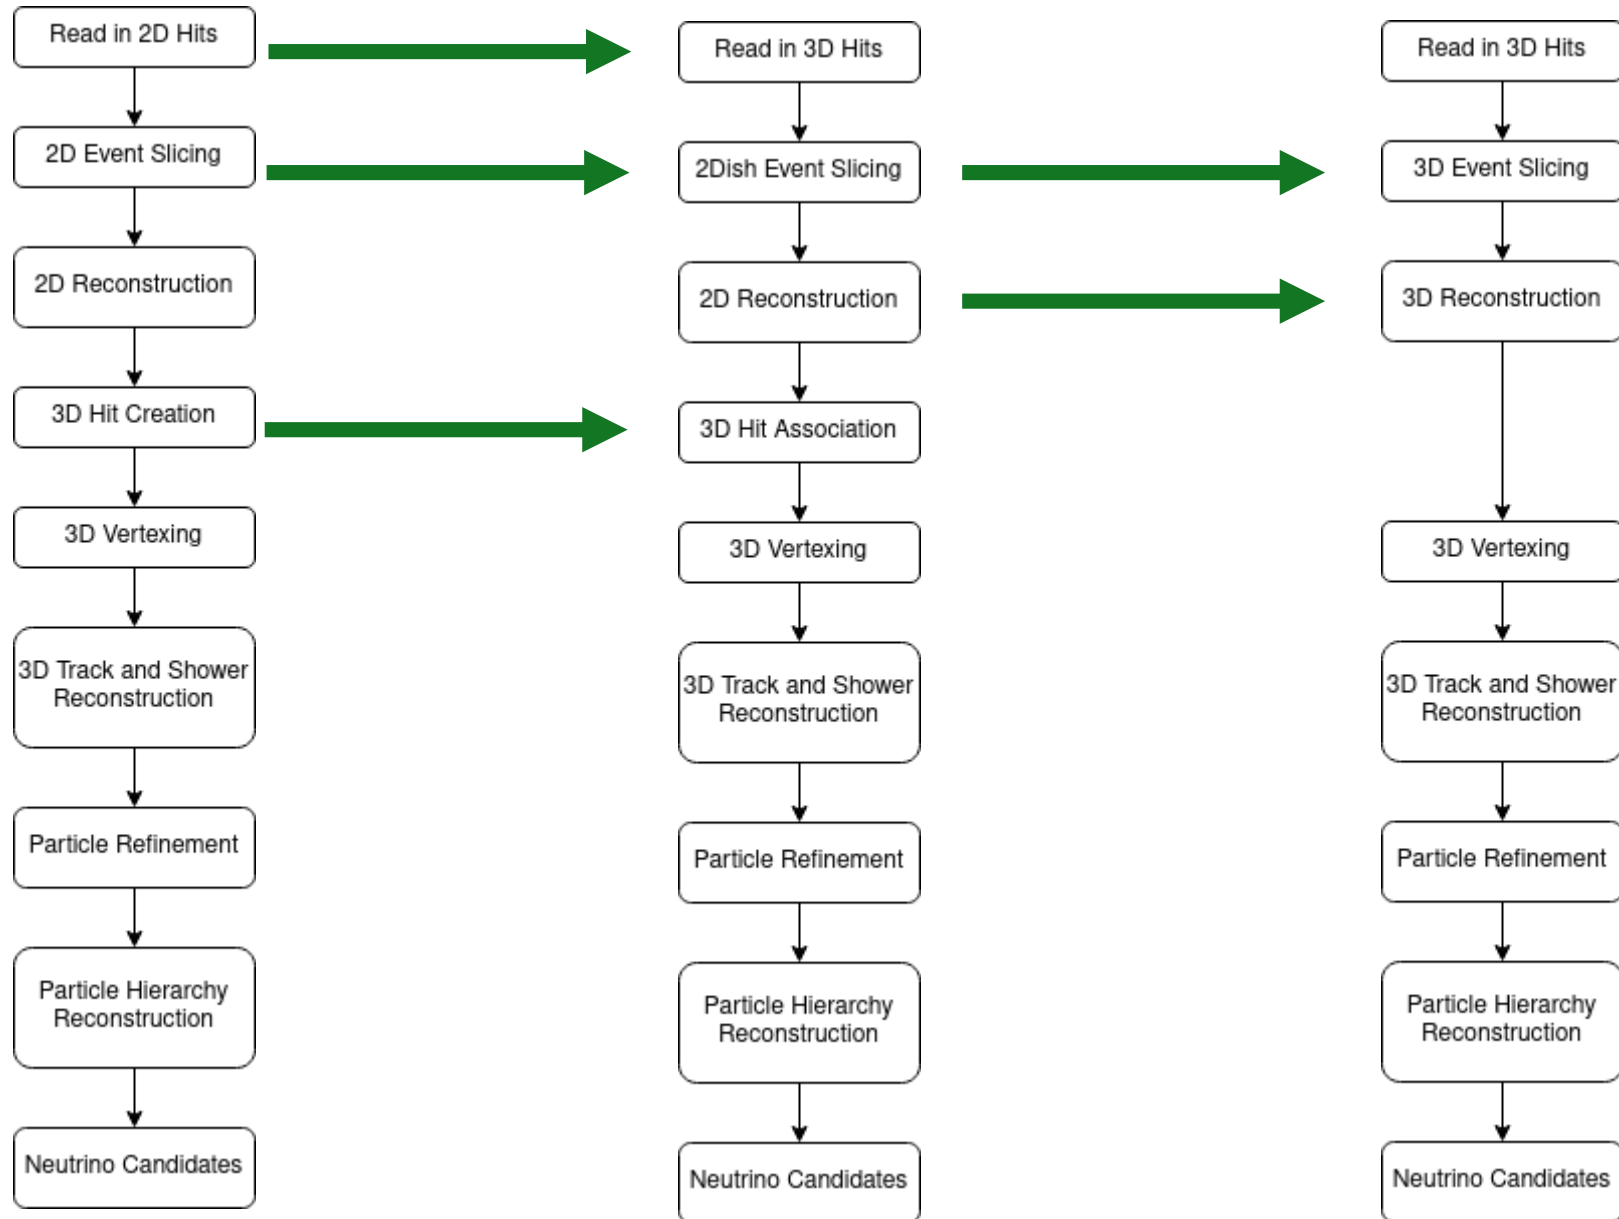 Read in 2D Hits
2D Event Slicing
2D Reconstruction
3D Hit Creation
3D Vertexing
3D Track and Shower
Reconstruction
Particle Refinement
Particle Hierarchy
Reconstruction
Neutrino Candidates
Read in 3D Hits
2Dish Event Slicing
2D Reconstruction
3D Hit Association
3D Vertexing
3D Track and Shower
Reconstruction
Particle Refinement
Particle Hierarchy
Reconstruction
Neutrino Candidates
Read in 3D Hits
3D Event Slicing
3D Reconstruction
3D Vertexing
3D Track and Shower
Reconstruction
Particle Refinement
Particle Hierarchy
Reconstruction
Neutrino Candidates